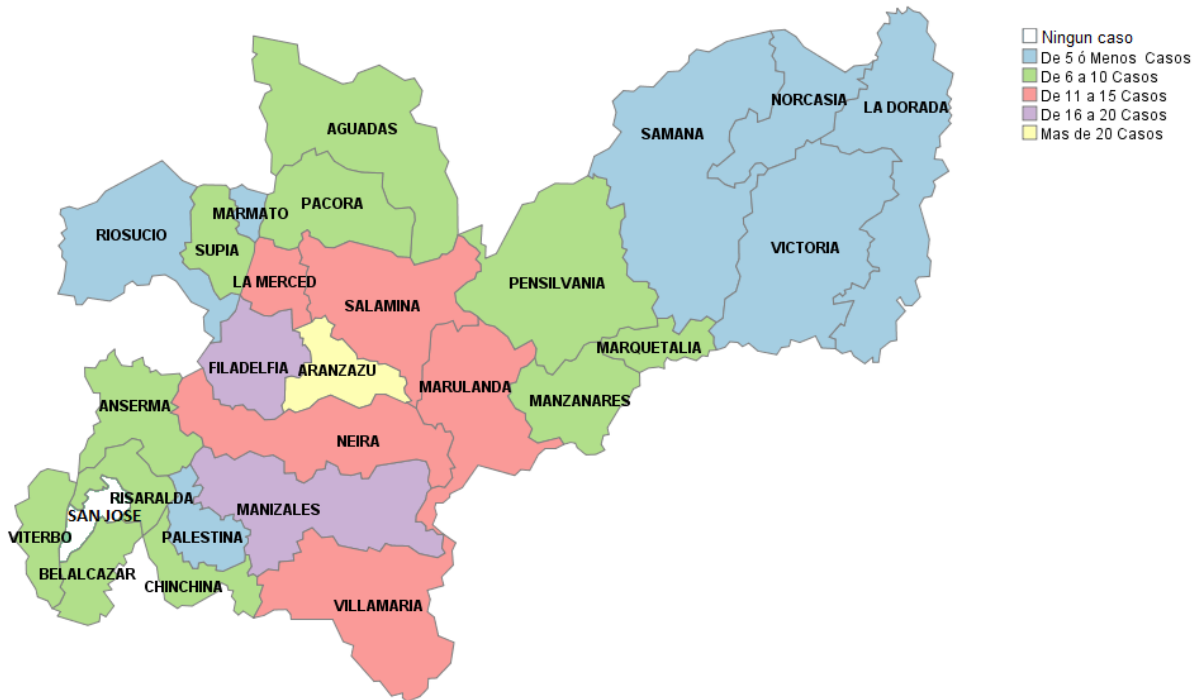 Ningun caso
De 5 ó Menos Casos
De 6 a 10 Casos
De 11 a 15 Casos
De 16 a 20 Casos
Mas de 20 Casos
NORCASIA
LA DORADA
AGUADAS
SAMANA
PACORA
MARMATO
RIOSUCIO
SUPIA
VICTORIA
LA MERCED
PENSILVANIA
SALAMINA
MARQUETALIA
FILADELFIA
ARANZAZU
MARULANDA
MANZANARES
ANSERMA
NEIRA
RISARALDA
MANIZALES
SAN JOSE
VITERBO
PALESTINA
BELALCAZAR
CHINCHINA
VILLAMARIA